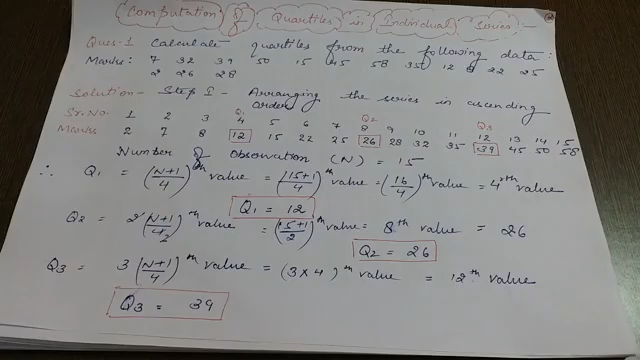 Computation Of Quartiles in Individual Series.
Ques-1 Calculate quartiles from the following data:
Marks: 7 32 39 50 15 45 58 35 12 8 22 25
2 26 28
Solution - Step I - Arranging the series in ascending
order
Q1 Q2 Q3
Sr.No. 1 2 3 4 5 6 7 8 9 10 11 12 13 14 15
Marks 2 7 8 12 15 22 25 26 28 32 35 39 45 50 58
Number Of Observation (N) = 15
∴ Q1 = (N+1/4)th value = (15+1/4)th value = (16/4)th value = 4rth value
Q1 = 12
Q2 = 2(N+1/4 2)th value = (15+1/2)th value = 8th value = 26
Q2 = 26
Q3 = 3(N+1/4)th value = (3x4)th value = 12th value
Q3 = 39